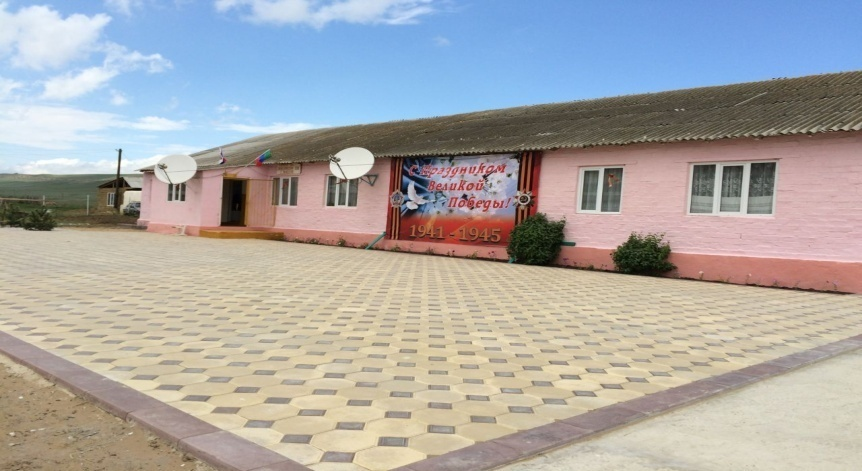 С Праздником
Великой
Победы!
1941 - 1945